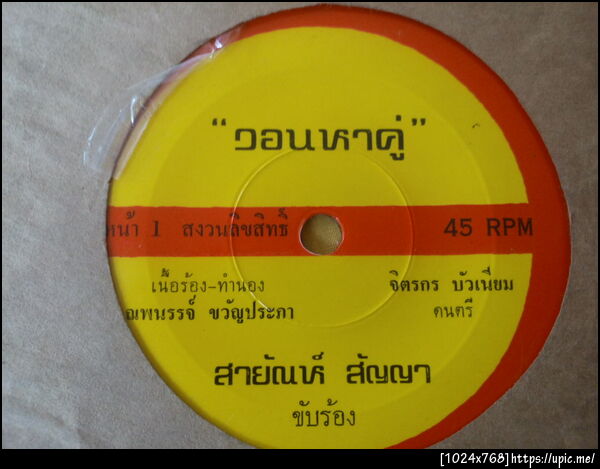 "วอนหาคู่"
หน้า 1 สงวนลิขสิทธิ์ 45 RPM
เนื้อร้อง-ทำนอง
ณพนรรจ์ ขวัญประภา
จิตรกร บัวเนียม
ดนตรี
สายัณห์ สัญญา
ขับร้อง
[1024x768]https://upic.me/